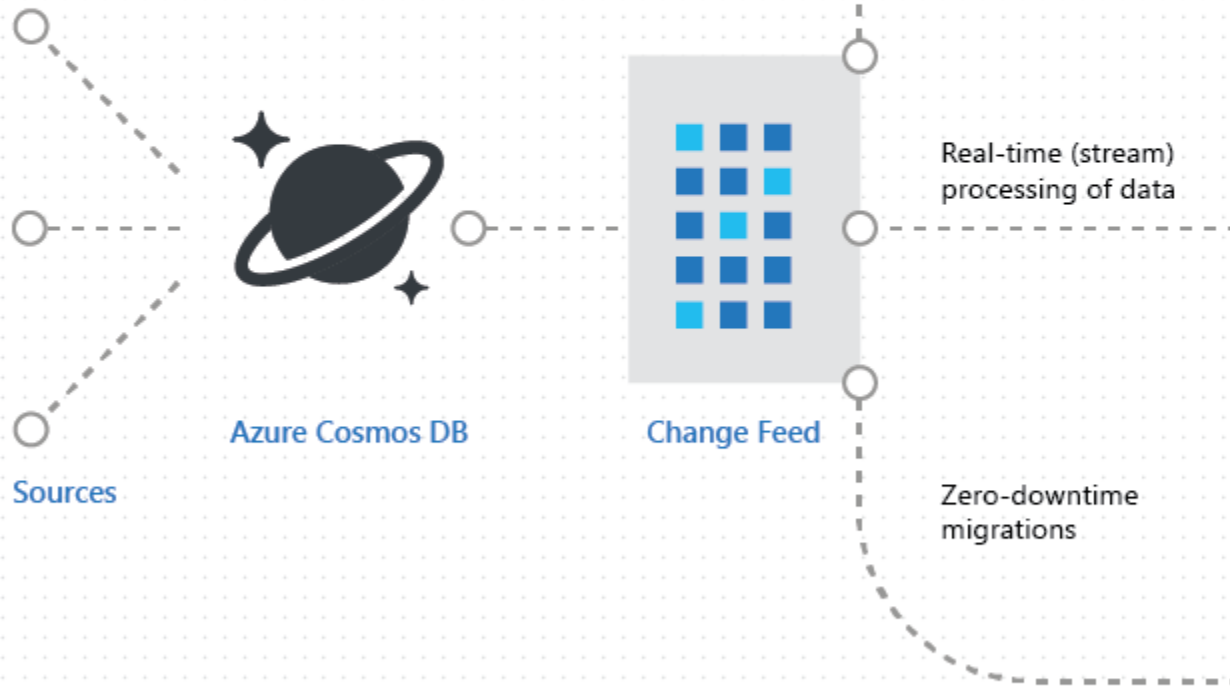 Real-time (stream)
processing of data
Azure Cosmos DB
Change Feed
Sources
Zero-downtime
migrations